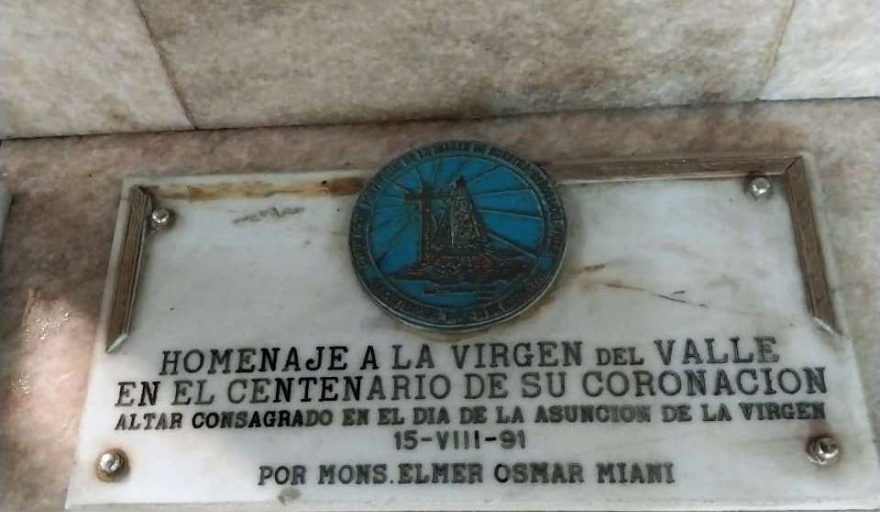 HOMENAJE A LA VIRGEN DEL VALLE
EN EL CENTENARIO DE SU CORONACION
ALTAR CONSAGRADO EN EL DIA DE LA ASUNCION DE LA VIRGEN
15-VIII-91
POR MONS. ELMER OSMAR MIANI